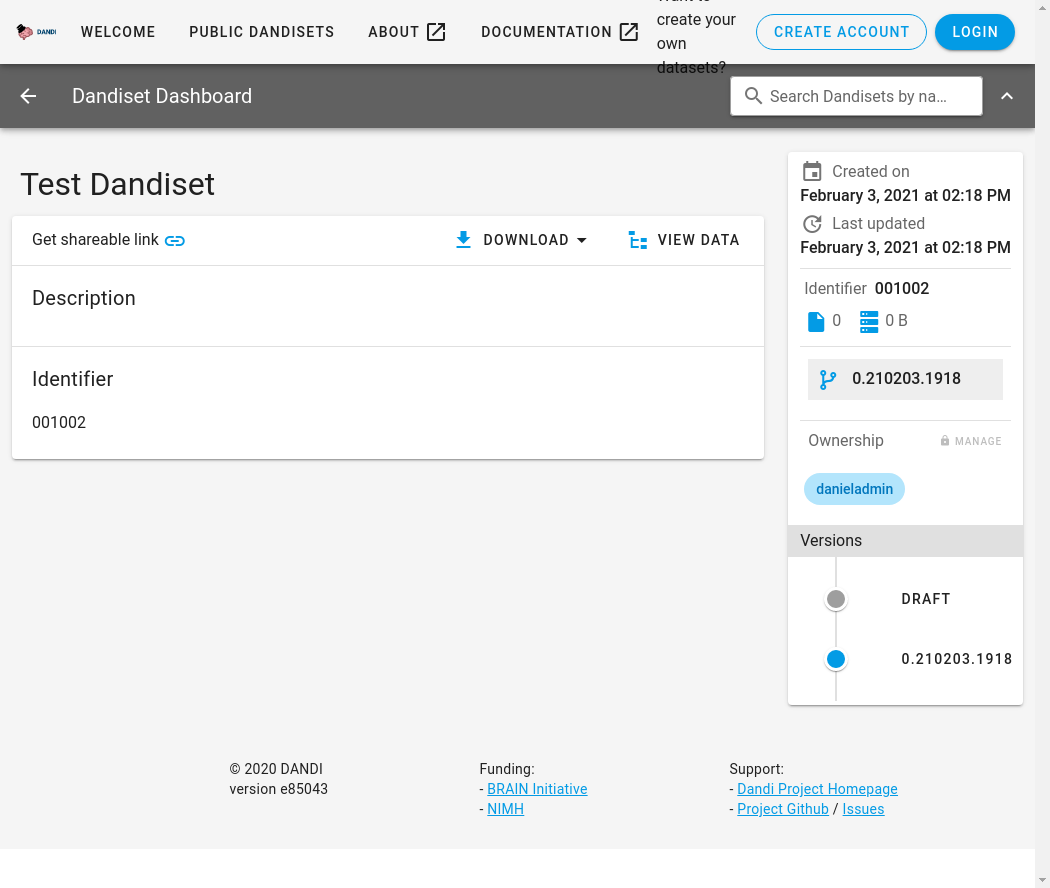 DANDI
WELCOME
PUBLIC DANDISETS
ABOUT
DOCUMENTATION
Want to
create your
own
datasets?
CREATE ACCOUNT
LOGIN
Dandiset Dashboard
Search Dandisets by na...
Test Dandiset
Get shareable link
DOWNLOAD
VIEW DATA
Description
Identifier
001002
Created on
February 3, 2021 at 02:18 PM
Last updated
February 3, 2021 at 02:18 PM
Identifier 001002
0 0 B
0.210203.1918
Ownership MANAGE
danieladmin
Versions
DRAFT
0.210203.1918
© 2020 DANDI
version e85043
Funding:
- BRAIN Initiative
- NIMH
Support:
- Dandi Project Homepage
- Project Github / Issues